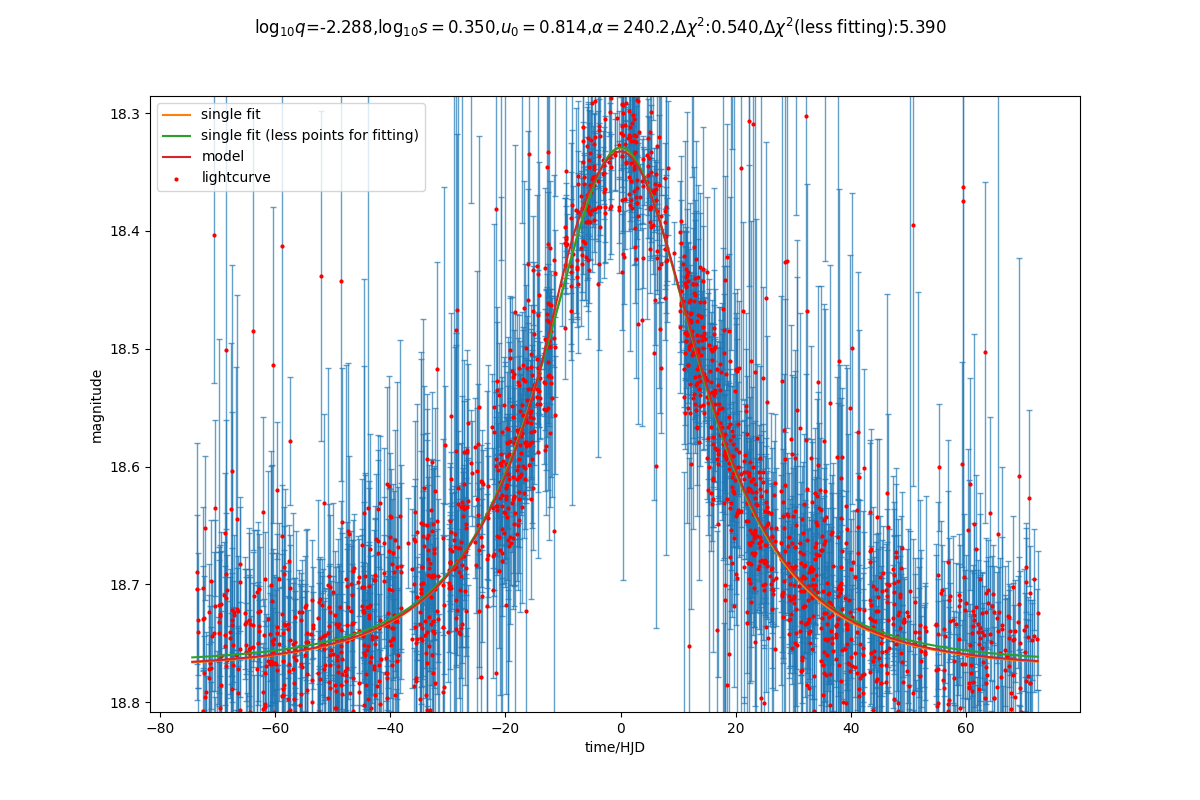 log₁₀q=-2.288,log₁₀s = 0.350,u₀ = 0.814,α = 240.2,Δχ²:0.540,Δχ²(less fitting):5.390
single fit
single fit (less points for fitting)
model
lightcurve
18.3
18.4
18.5
18.6
18.7
18.8
magnitude
−80
−60
−40
−20
0
20
40
60
time/HJD